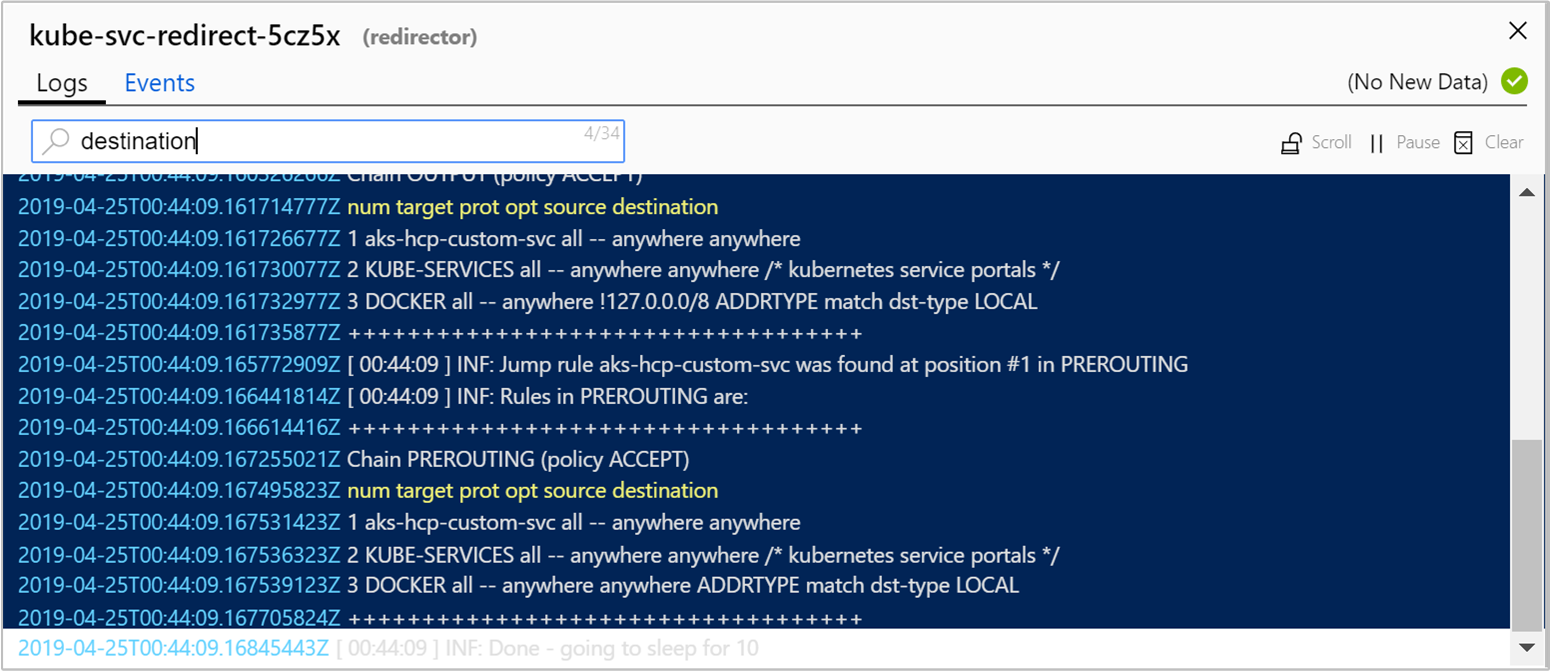 kube-svc-redirect-5cz5x (redirector)
Logs Events (No New Data)
destination 4/34 Scroll Pause Clear
2019-04-25T00:44:09.160526266Z Chain OUTPUT (policy ACCEPT)
2019-04-25T00:44:09.161714777Z num target prot opt source destination
2019-04-25T00:44:09.161726677Z 1 aks-hcp-custom-svc all -- anywhere anywhere
2019-04-25T00:44:09.161730077Z 2 KUBE-SERVICES all -- anywhere anywhere /* kubernetes service portals */
2019-04-25T00:44:09.161732977Z 3 DOCKER all -- anywhere !127.0.0.0/8 ADDRTYPE match dst-type LOCAL
2019-04-25T00:44:09.161735877Z +++++++++++++++++++++++++++++++++++
2019-04-25T00:44:09.165772909Z [ 00:44:09 ] INF: Jump rule aks-hcp-custom-svc was found at position #1 in PREROUTING
2019-04-25T00:44:09.166441814Z [ 00:44:09 ] INF: Rules in PREROUTING are:
2019-04-25T00:44:09.166614416Z +++++++++++++++++++++++++++++++++++
2019-04-25T00:44:09.167255021Z Chain PREROUTING (policy ACCEPT)
2019-04-25T00:44:09.167495823Z num target prot opt source destination
2019-04-25T00:44:09.167531423Z 1 aks-hcp-custom-svc all -- anywhere anywhere
2019-04-25T00:44:09.167536323Z 2 KUBE-SERVICES all -- anywhere anywhere /* kubernetes service portals */
2019-04-25T00:44:09.167539123Z 3 DOCKER all -- anywhere anywhere ADDRTYPE match dst-type LOCAL
2019-04-25T00:44:09.167705824Z +++++++++++++++++++++++++++++++++++
2019-04-25T00:44:09.16845443Z [ 00:44:09 ] INF: Done - going to sleep for 10